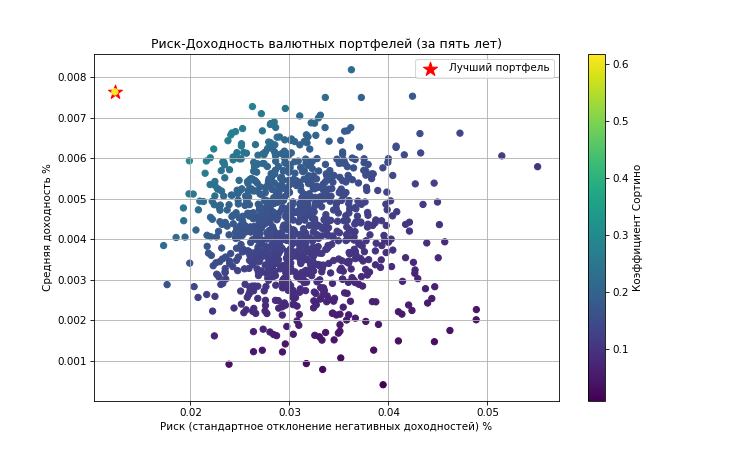 Риск-Доходность валютных портфелей (за пять лет)
Лучший портфель
Средняя доходность %
0.008
0.007
0.006
0.005
0.004
0.003
0.002
0.001
0.02 0.03 0.04 0.05
Риск (стандартное отклонение негативных доходностей) %
0.6
0.5
0.4
0.3
0.2
0.1
Коэффициент Сортино